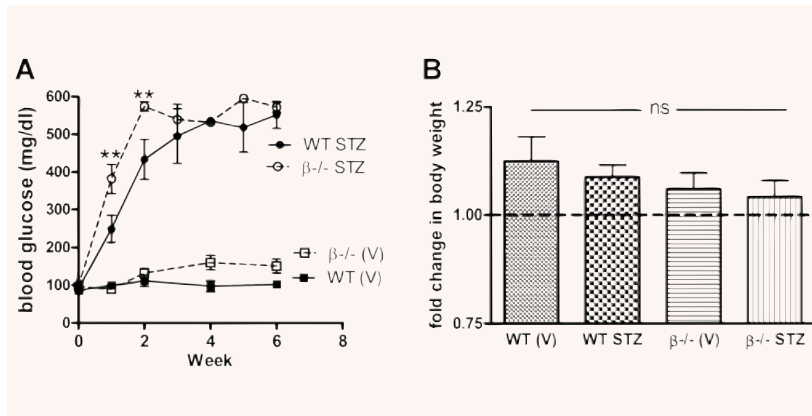 A
blood glucose (mg/dl)
600
500
400
300
200
100
0
**
**
WT STZ
β-/- STZ
β-/- (V)
WT (V)
0
2
4
6
8
Week
B
fold change in body weight
1.25
1.00
0.75
ns
WT (V)
WT STZ
β-/- (V)
β-/- STZ